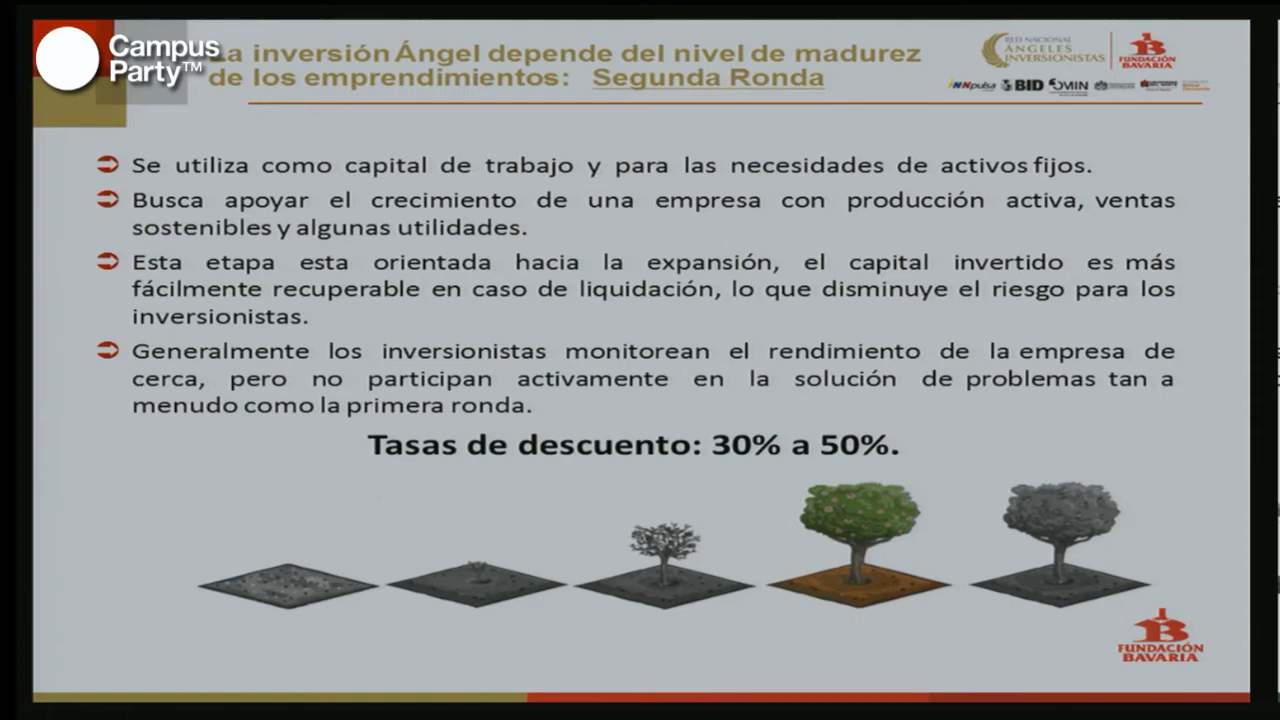 Campus
Party™
La inversión Ángel depende del nivel de madurez
de los emprendimientos: Segunda Ronda
RED NACIONAL
ÁNGELES
INVERSIONISTAS
FUNDACIÓN
BAVARIA
iNNpulsa
BID
Se utiliza como capital de trabajo y para las necesidades de activos fijos.
Busca apoyar el crecimiento de una empresa con producción activa, ventas
sostenibles y algunas utilidades.
Esta etapa esta orientada hacia la expansión, el capital invertido es más
fácilmente recuperable en caso de liquidación, lo que disminuye el riesgo para los
inversionistas.
Generalmente los inversionistas monitorean el rendimiento de la empresa de
cerca, pero no participan activamente en la solución de problemas tan a
menudo como la primera ronda.
Tasas de descuento: 30% a 50%.
FUNDACIÓN
BAVARIA